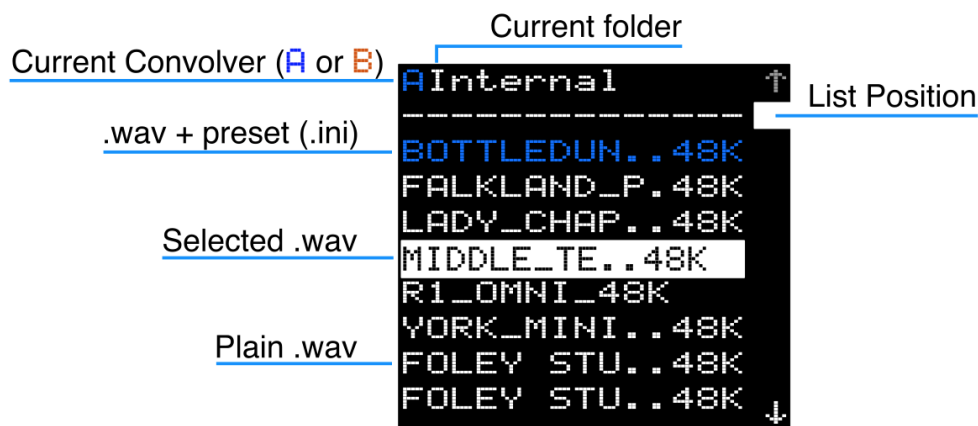 Current folder
Current Convolver (A or B)
AInternal
List Position
---------------
.wav + preset (.ini)
BOTTLEDUN..48K
FALKLAND_P.48K
LADY_CHAP..48K
Selected .wav
MIDDLE_TE..48K
R1_OMNI_48K
YORK_MINI..48K
Plain .wav
FOLEY STU..48K
FOLEY STU..48K